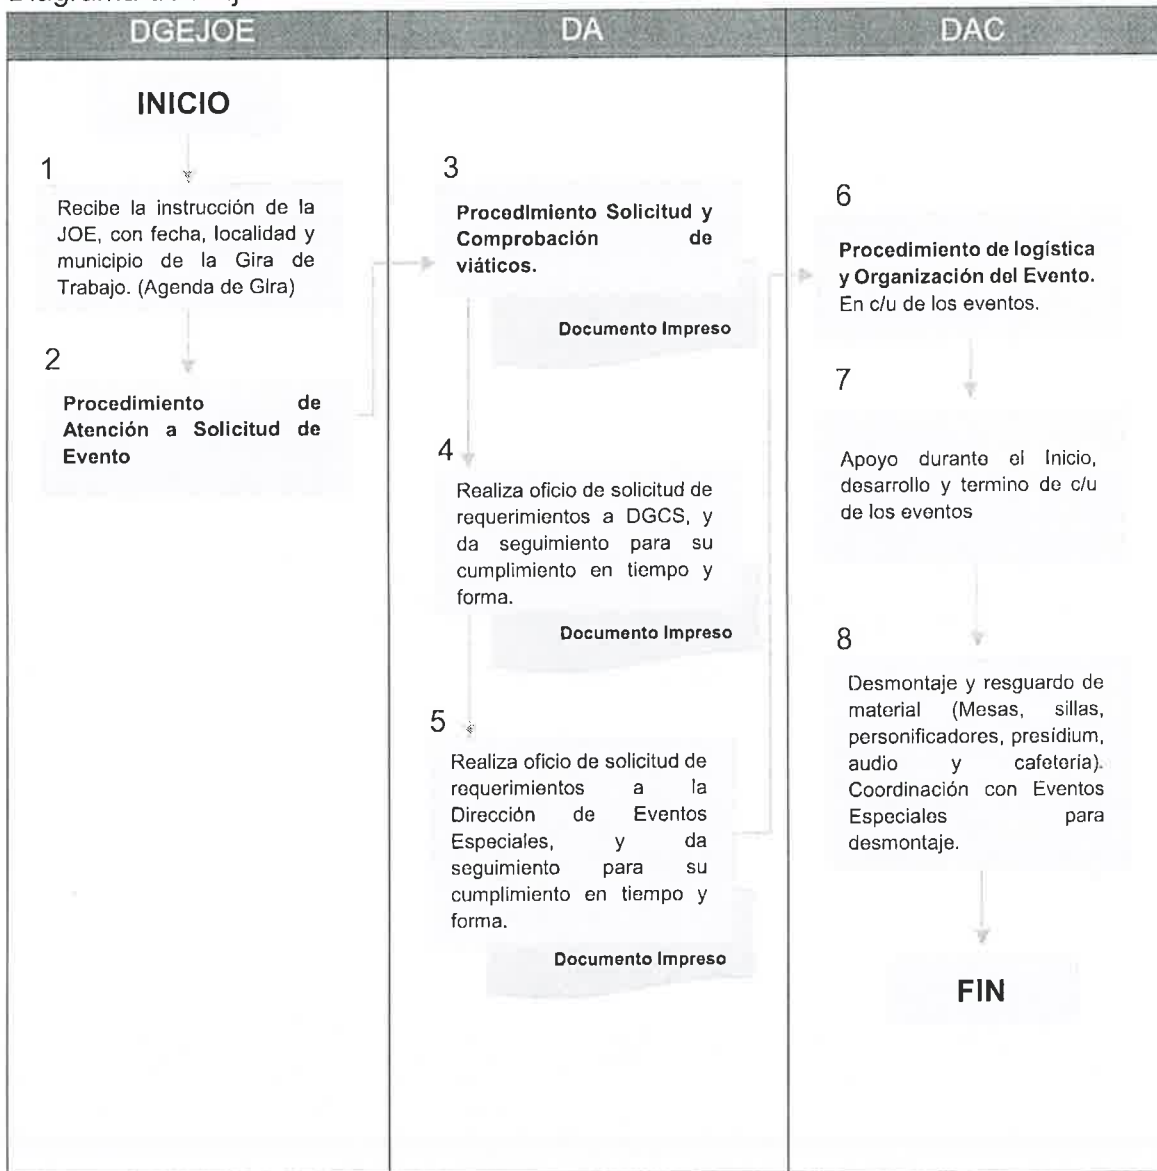 DGEJOE
DA
DAC
INICIO
1
Recibe la instrucción de la
JOE, con fecha, localidad y
municipio de la Gira de
Trabajo. (Agenda de Gira)
2
Procedimiento de
Atención a Solicitud de
Evento
3
Procedimiento Solicitud y
Comprobación de
viáticos.
Documento Impreso
4
Realiza oficio de solicitud de
requerimientos a DGCS, y
da seguimiento para su
cumplimiento en tiempo y
forma.
Documento Impreso
5
Realiza oficio de solicitud de
requerimientos a la
Dirección de Eventos
Especiales, y da
seguimiento para su
cumplimiento en tiempo y
forma.
Documento Impreso
6
Procedimiento de logística
y Organización del Evento.
En c/u de los eventos.
7
Apoyo durante el Inicio,
desarrollo y termino de c/u
de los eventos
8
Desmontaje y resguardo de
material (Mesas, sillas,
personificadores, presídium,
audio y cafetería).
Coordinación con Eventos
Especiales para
desmontaje.
FIN